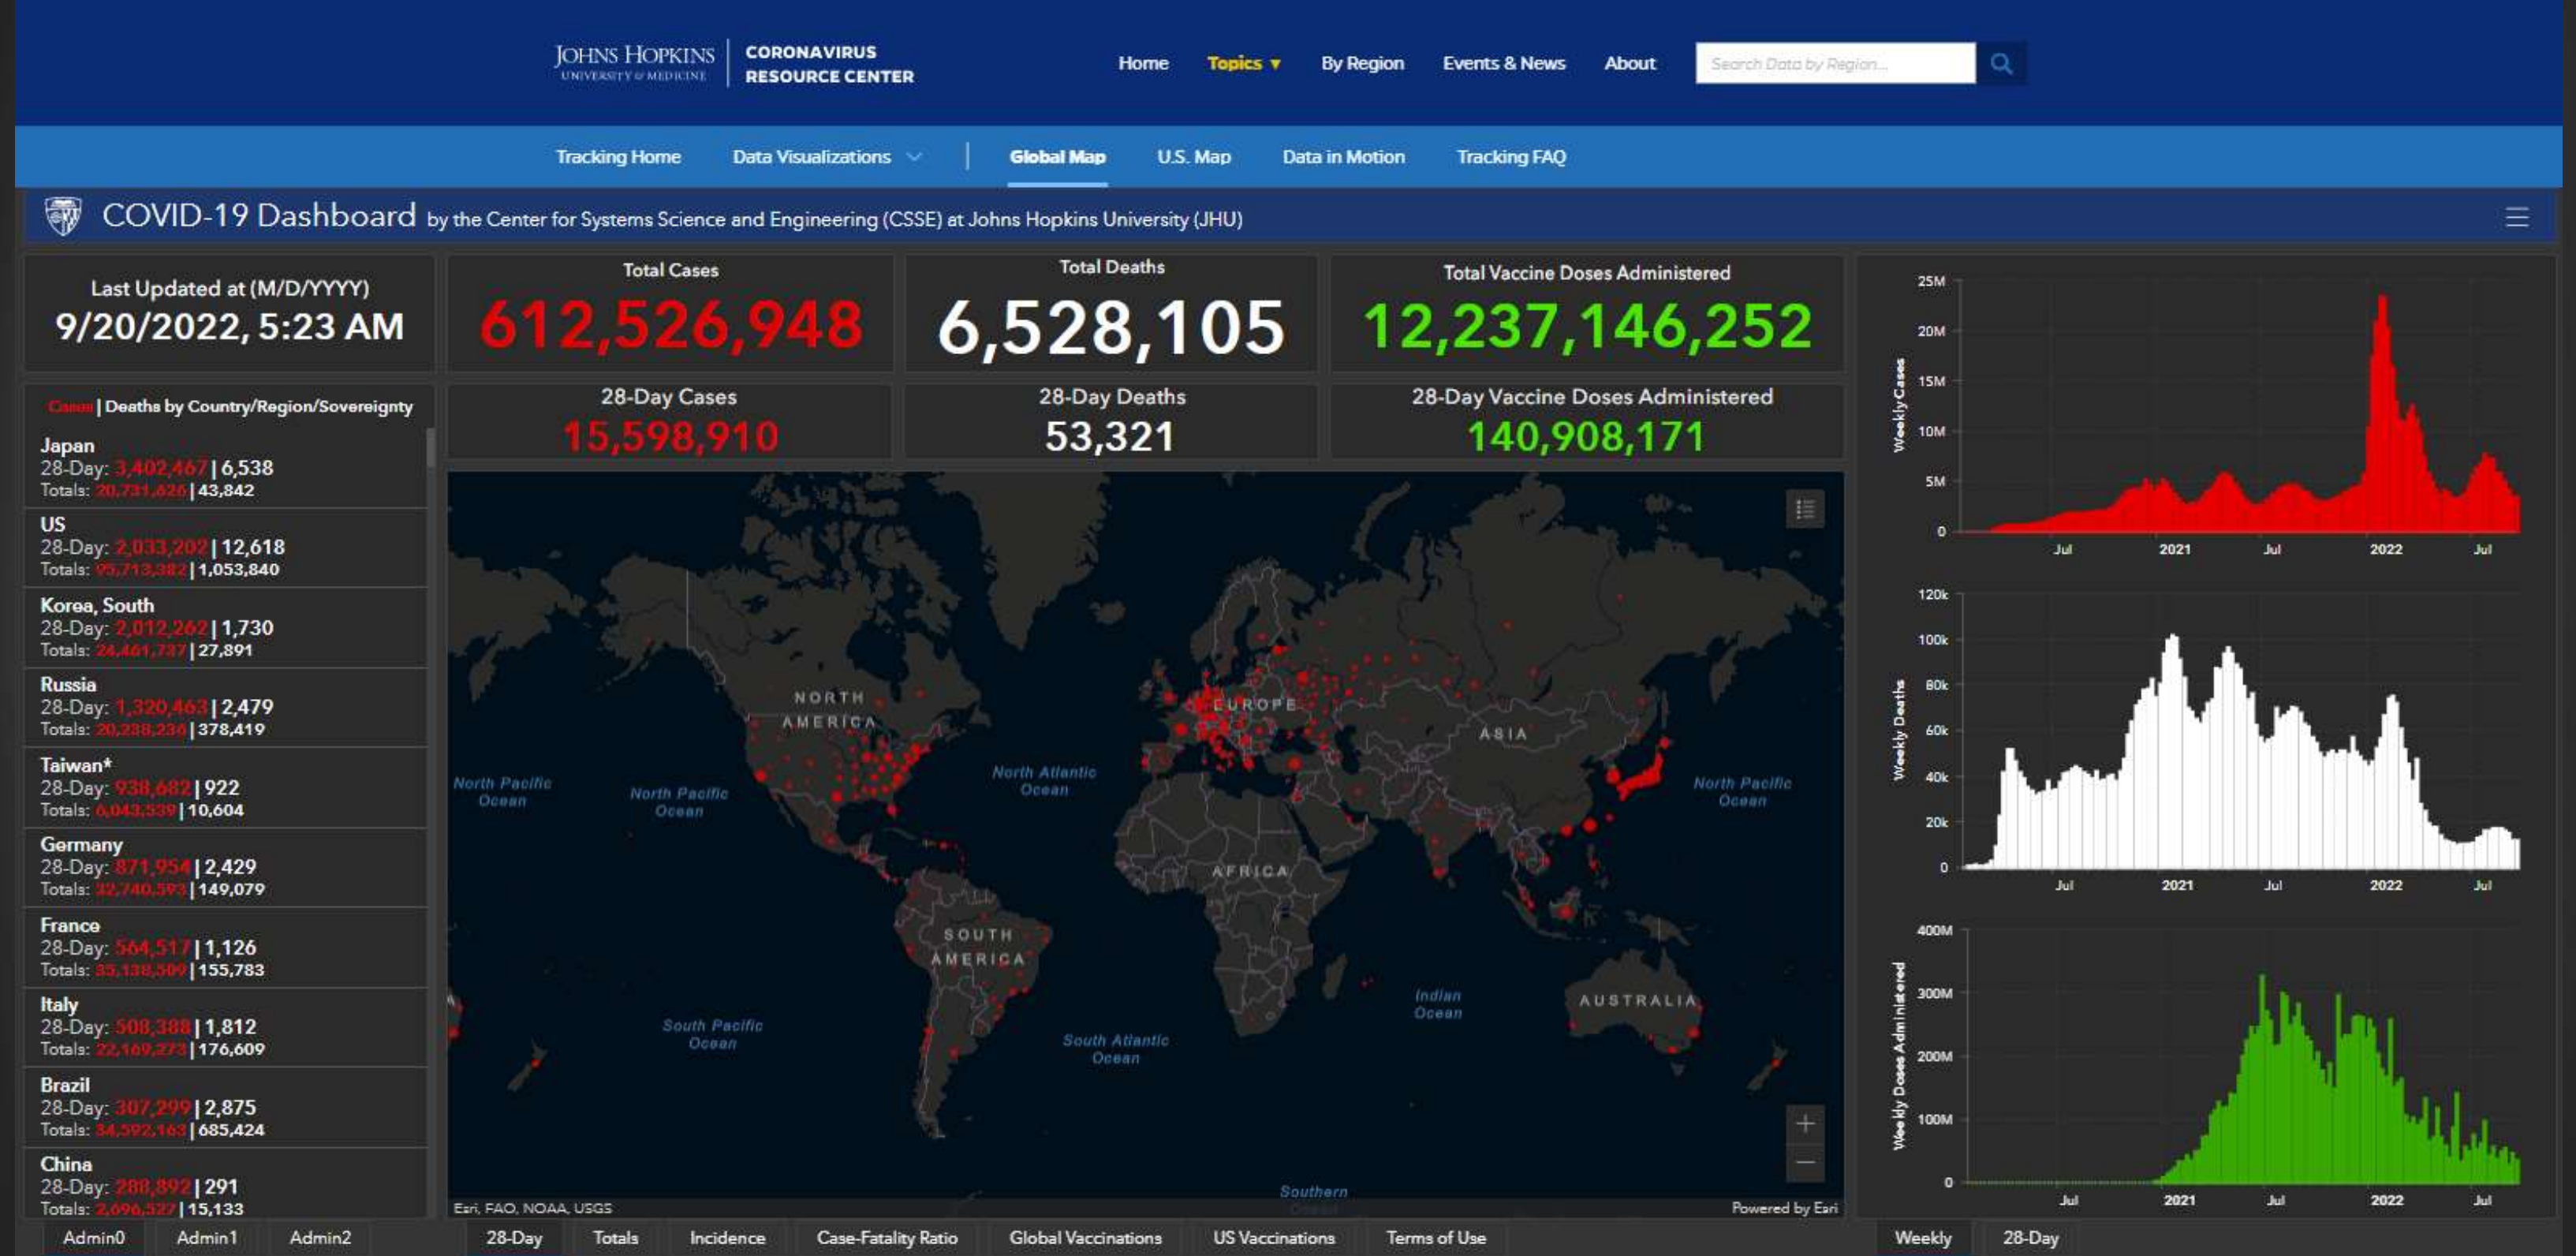 JOHNS HOPKINS
UNIVERSITY & MEDICINE
CORONAVIRUS
RESOURCE CENTER
Home
Topics ▾
By Region
Events & News
About
Search Data by Region...
Tracking Home
Data Visualizations
Global Map
U.S. Map
Data in Motion
Tracking FAQ
COVID-19 Dashboard by the Center for Systems Science and Engineering (CSSE) at Johns Hopkins University (JHU)
Last Updated at (M/D/YYYY)
9/20/2022, 5:23 AM
Total Cases
612,526,948
Total Deaths
6,528,105
Total Vaccine Doses Administered
12,237,146,252
28-Day Cases
15,598,910
28-Day Deaths
53,321
28-Day Vaccine Doses Administered
140,908,171
Cases | Deaths by Country/Region/Sovereignty
Japan
28-Day: 3,402,467 | 6,538
Totals: 20,731,626 | 43,842
US
28-Day: 2,033,202 | 12,618
Totals: 95,713,382 | 1,053,840
Korea, South
28-Day: 2,012,262 | 1,730
Totals: 24,461,737 | 27,891
Russia
28-Day: 1,320,463 | 2,479
Totals: 20,238,236 | 378,419
Taiwan*
28-Day: 938,682 | 922
Totals: 6,043,539 | 10,604
Germany
28-Day: 871,954 | 2,429
Totals: 32,740,593 | 149,079
France
28-Day: 564,517 | 1,126
Totals: 35,138,509 | 155,783
Italy
28-Day: 508,388 | 1,812
Totals: 22,169,273 | 176,609
Brazil
28-Day: 307,299 | 2,875
Totals: 34,592,163 | 685,424
China
28-Day: 288,892 | 291
Totals: 2,696,527 | 15,133
Admin0
Admin1
Admin2
NORTH
AMERICA
EUROPE
ASIA
North Pacific
Ocean
North Pacific
Ocean
North Atlantic
Ocean
North Pacific
Ocean
AFRICA
SOUTH
AMERICA
Indian
Ocean
AUSTRALIA
South Pacific
Ocean
South Atlantic
Ocean
Southern
Esri, FAO, NOAA, USGS
Powered by Esri
28-Day
Totals
Incidence
Case-Fatality Ratio
Global Vaccinations
US Vaccinations
Terms of Use
Weekly Cases
25M
20M
15M
10M
5M
0
Jul
2021
Jul
2022
Jul
Weekly Deaths
120k
100k
80k
60k
40k
20k
0
Jul
2021
Jul
2022
Jul
Weekly Doses Administered
400M
300M
200M
100M
0
Jul
2021
Jul
2022
Jul
Weekly
28-Day